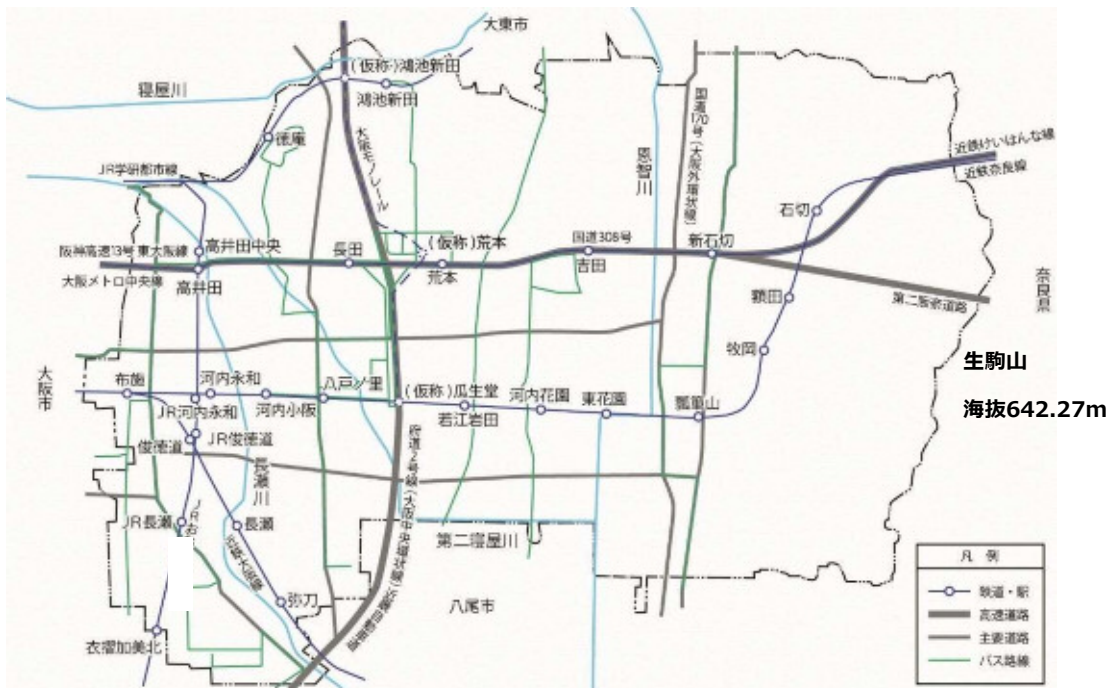 大東市
(仮称)鴻池新田
寝屋川
鴻池新田
徳庵
国道170号(大阪外環状線)
恩智川
近鉄けいはんな線
近鉄奈良線
JR学研都市線
大阪モノレール
石切
高井田中央
長田
(仮称)荒本
国道308号
新石切
阪神高速13号 東大阪線
大阪メトロ中央線
高井田
荒本
吉田
額田
第二阪奈道路
奈良県
枚岡
生駒山
大阪市
布施
河内永和
八戸ノ里
(仮称)瓜生堂
河内花園
東花園
瓢箪山
海抜642.27m
JR河内永和
河内小阪
若江岩田
俊徳道
JR俊徳道
長瀬川
府道2号線(大阪中央環状線)近畿自動車道
JR長瀬
長瀬
近鉄大阪線
第二寝屋川
凡例
鉄道・駅
弥刀
八尾市
高速道路
主要道路
衣摺加美北
バス路線